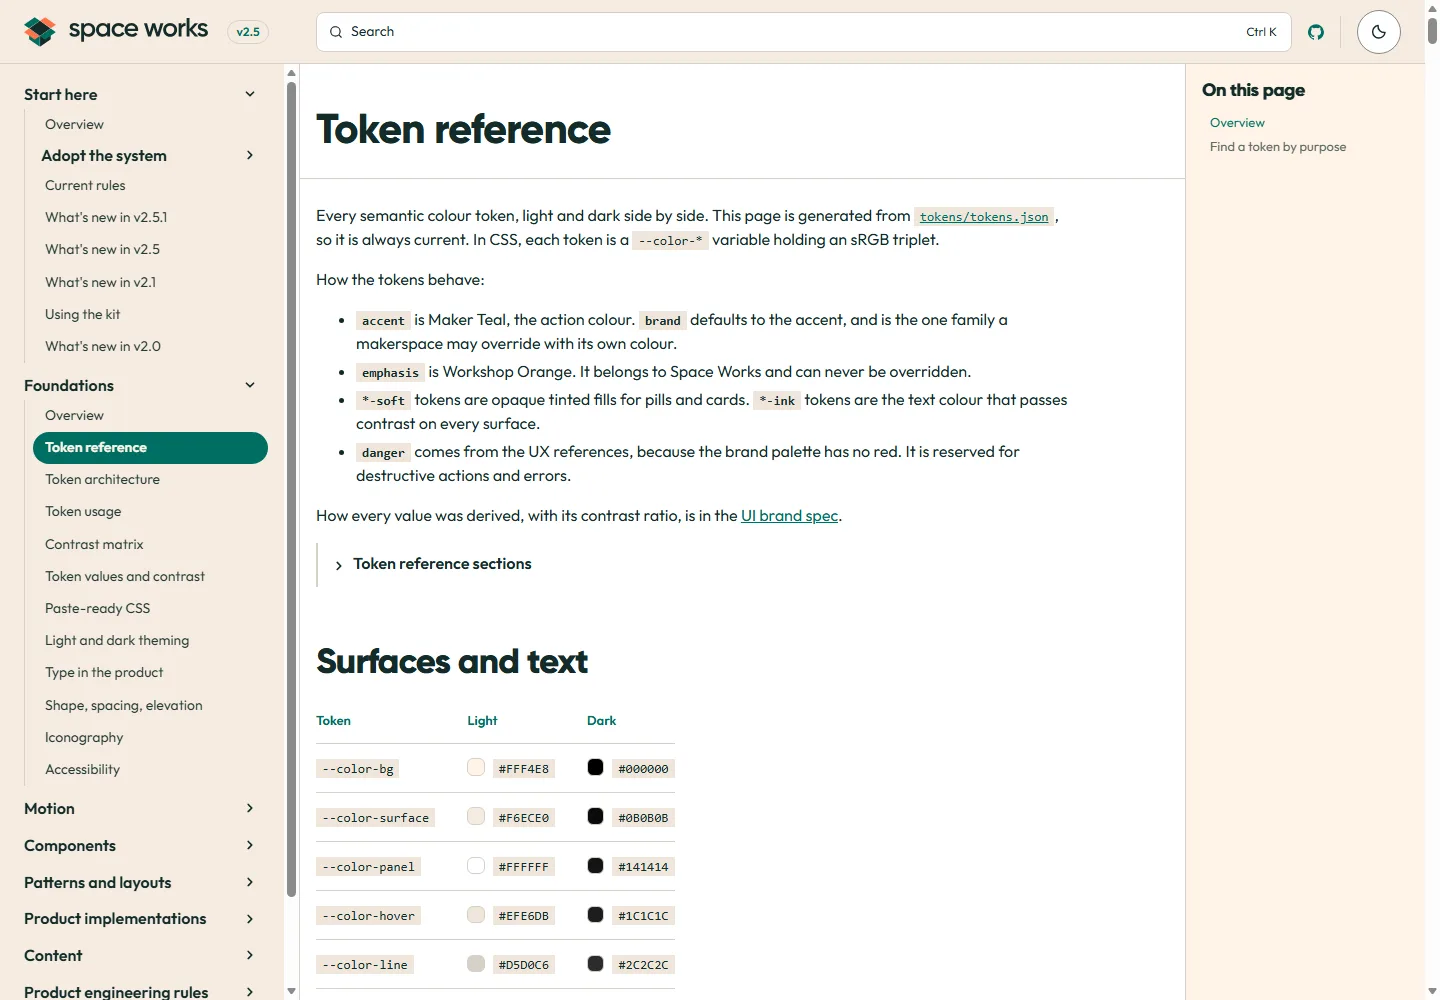 space works
v2.5
Search
Ctrl K
Start here
Overview
Adopt the system
Current rules
What's new in v2.5.1
What's new in v2.5
What's new in v2.1
Using the kit
What's new in v2.0
Foundations
Overview
Token reference
Token architecture
Token usage
Contrast matrix
Token values and contrast
Paste-ready CSS
Light and dark theming
Type in the product
Shape, spacing, elevation
Iconography
Accessibility
Motion
Components
Patterns and layouts
Product implementations
Content
Product engineering rules
Token reference
Every semantic colour token, light and dark side by side. This page is generated from tokens/tokens.json,
so it is always current. In CSS, each token is a --color-* variable holding an sRGB triplet.
How the tokens behave:
• accent is Maker Teal, the action colour. brand defaults to the accent, and is the one family a
makerspace may override with its own colour.
• emphasis is Workshop Orange. It belongs to Space Works and can never be overridden.
• *-soft tokens are opaque tinted fills for pills and cards. *-ink tokens are the text colour that passes
contrast on every surface.
• danger comes from the UX references, because the brand palette has no red. It is reserved for
destructive actions and errors.
How every value was derived, with its contrast ratio, is in the UI brand spec.
Token reference sections
Surfaces and text
Token Light Dark
--color-bg #FFF4E8 #000000
--color-surface #F6ECE0 #0B0B0B
--color-panel #FFFFFF #141414
--color-hover #EFE6DB #1C1C1C
--color-line #D5D0C6 #2C2C2C
On this page
Overview
Find a token by purpose